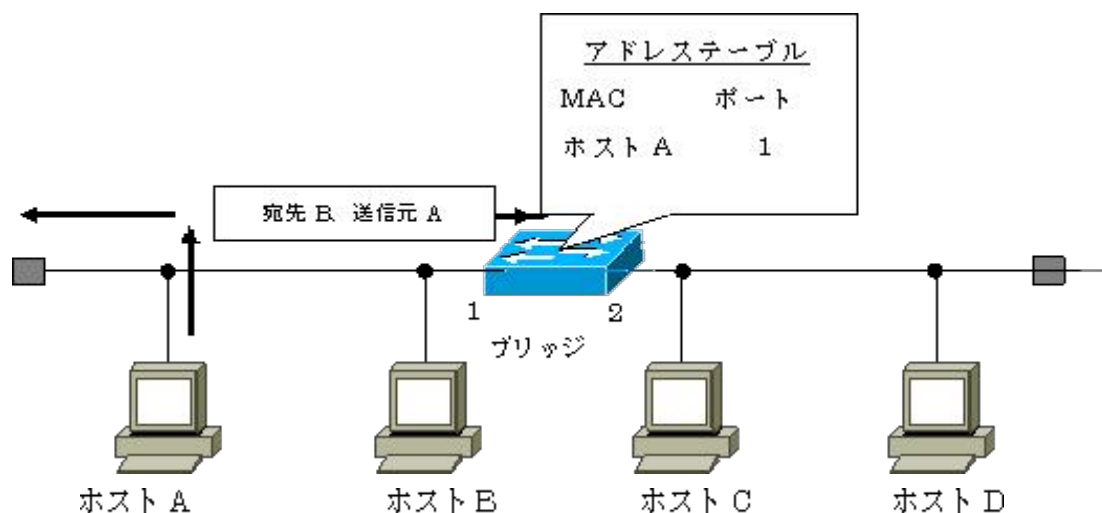 アドレステーブル
MAC ポート
ホスト A 1
宛先 B 送信元 A
1 2
ブリッジ
ホスト A ホスト B ホスト C ホスト D